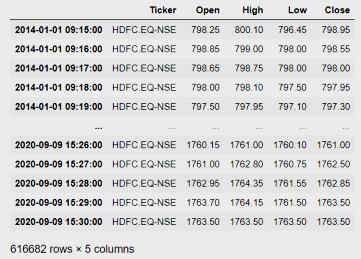 Ticker Open High Low Close
2014-01-01 09:15:00 HDFC.EQ-NSE 798.25 800.10 796.45 798.95
2014-01-01 09:16:00 HDFC.EQ-NSE 798.85 799.00 798.00 798.55
2014-01-01 09:17:00 HDFC.EQ-NSE 798.65 798.75 798.00 798.00
2014-01-01 09:18:00 HDFC.EQ-NSE 798.00 798.10 797.50 797.95
2014-01-01 09:19:00 HDFC.EQ-NSE 797.50 797.95 797.10 797.30
... ... ... ... ... ...
2020-09-09 15:26:00 HDFC.EQ-NSE 1760.15 1761.00 1760.10 1761.00
2020-09-09 15:27:00 HDFC.EQ-NSE 1761.00 1762.80 1760.75 1762.50
2020-09-09 15:28:00 HDFC.EQ-NSE 1762.95 1764.35 1761.55 1762.85
2020-09-09 15:29:00 HDFC.EQ-NSE 1763.70 1764.15 1761.50 1763.50
2020-09-09 15:30:00 HDFC.EQ-NSE 1763.50 1763.50 1763.50 1763.50
616682 rows × 5 columns